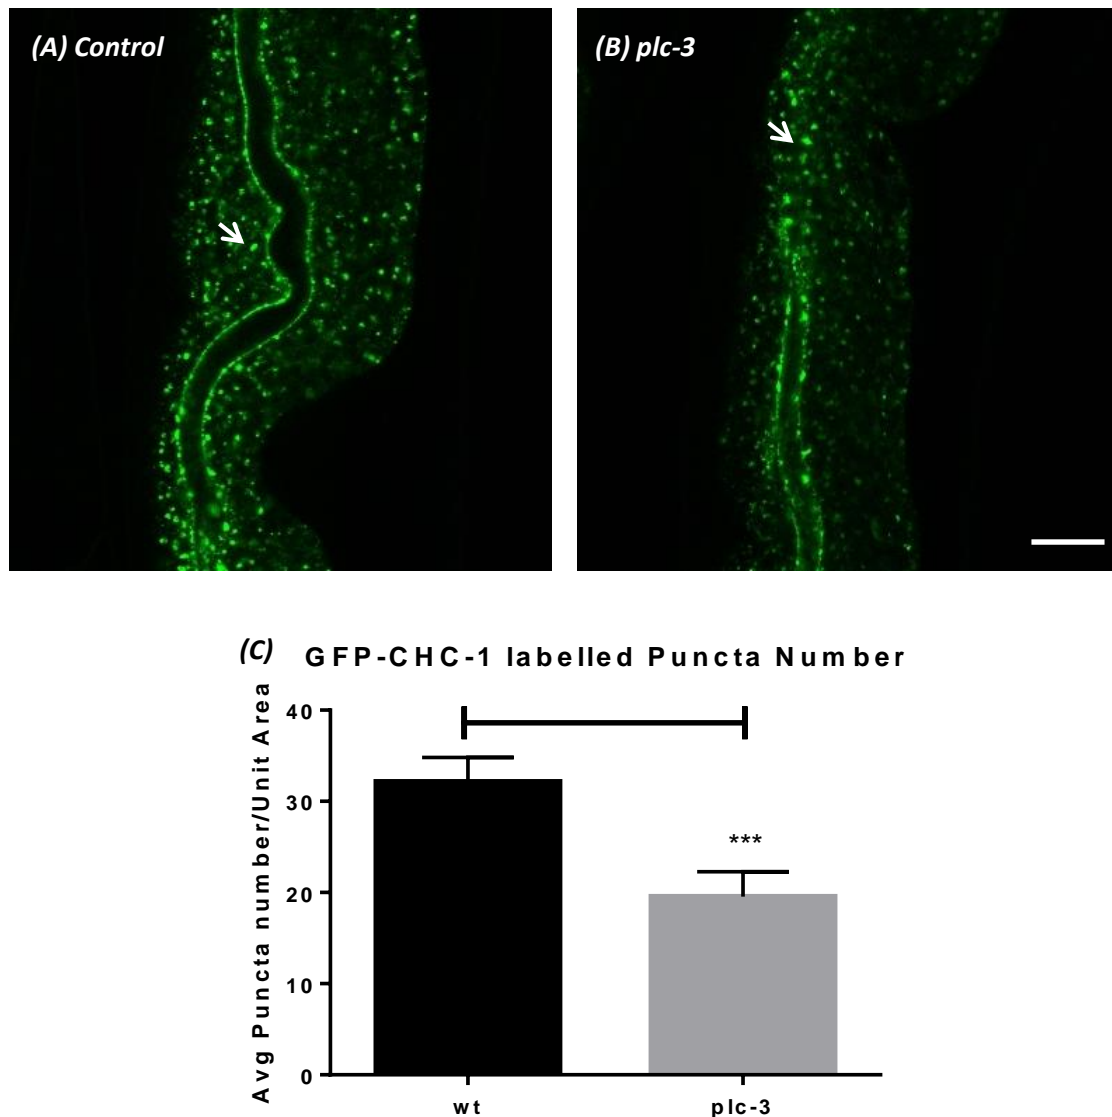 (A) Control
(B) plc-3
(C) GFP-CHC-1 labelled Puncta Number
Avg Puncta number/Unit Area
40
30
20
10
0
***
wt
plc-3